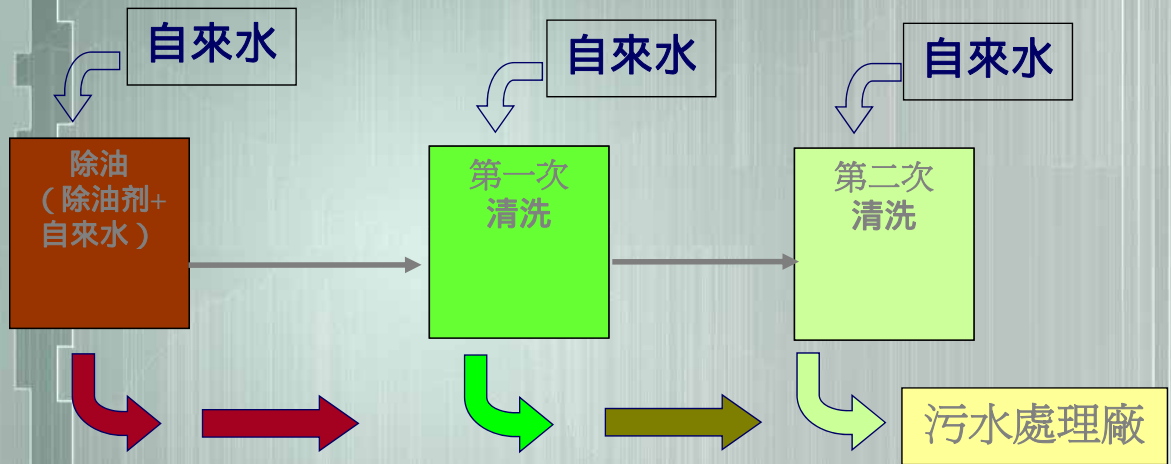 自來水
自來水
自來水
除油
（除油剂+
自來水）
第一次
清洗
第二次
清洗
污水處理廠